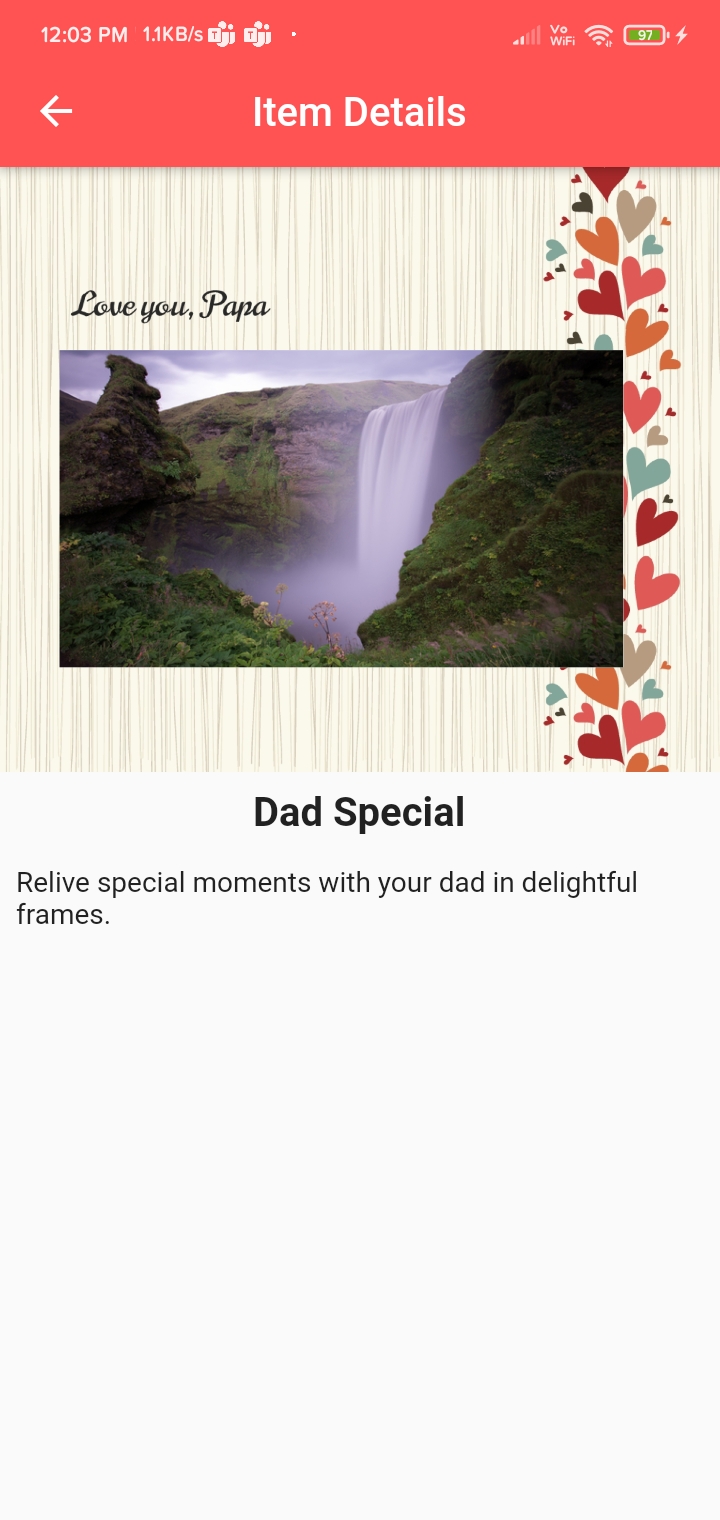 12:03 PM 1.1KB/s Vo WiFi 97
Item Details
Love you, Papa
Dad Special
Relive special moments with your dad in delightful
frames.